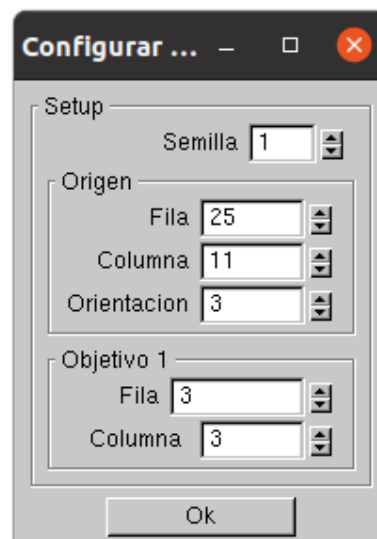 Configurar ...
Setup
Semilla 1
Origen
Fila 25
Columna 11
Orientacion 3
Objetivo 1
Fila 3
Columna 3
Ok